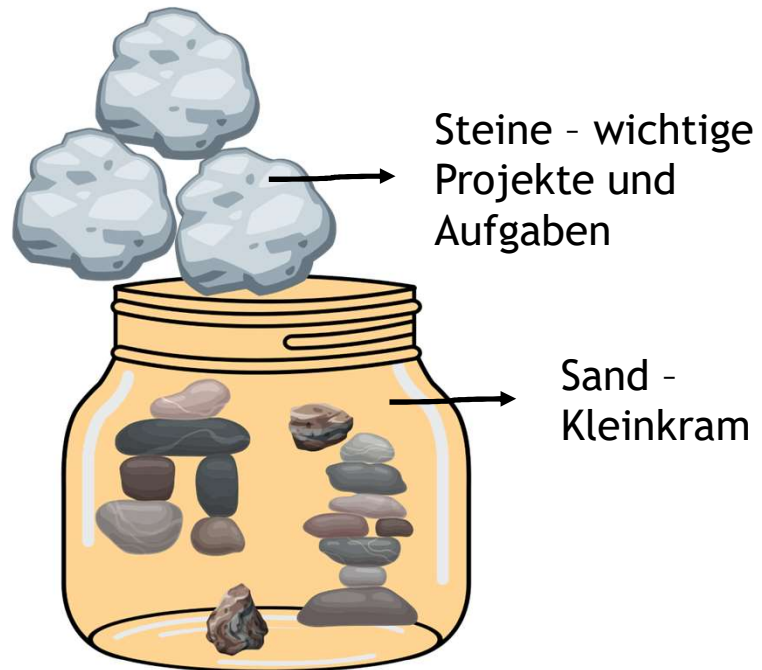 Steine – wichtige
Projekte und
Aufgaben
Sand –
Kleinkram